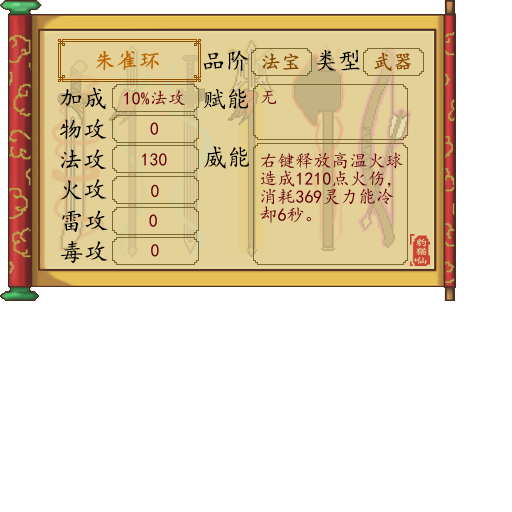 朱雀环 品阶 法宝 类型 武器
加成 10%法攻 赋能 无
物攻 0
法攻 130 威能 右键释放高温火球
造成1210点火伤，
火攻 0 消耗369灵力能冷
却6秒。
雷攻 0
毒攻 0
豹猫仙